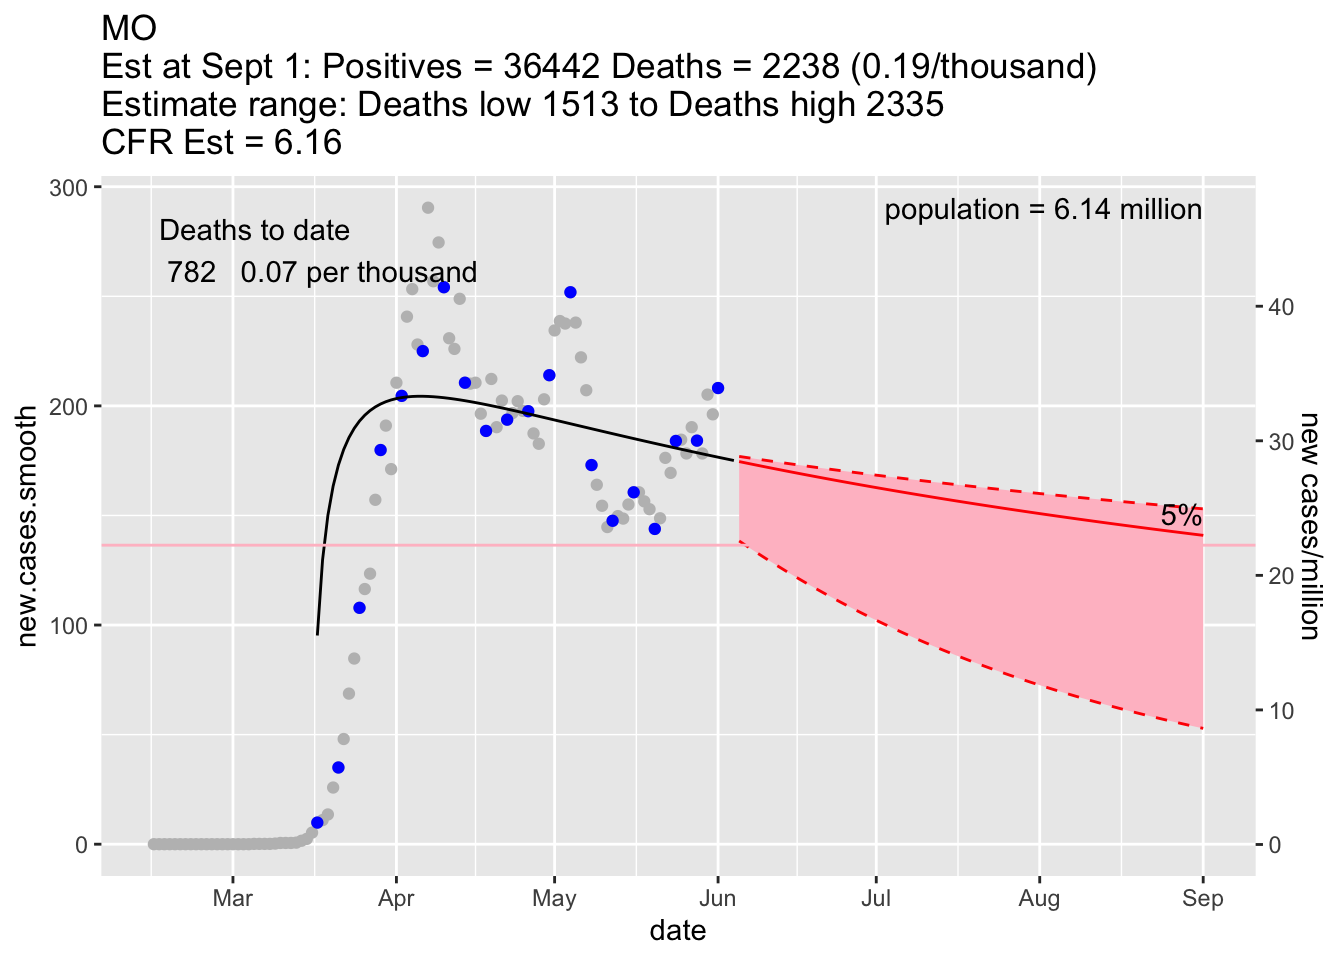 MO
Est at Sept 1: Positives = 36442 Deaths = 2238 (0.19/thousand)
Estimate range: Deaths low 1513 to Deaths high 2335
CFR Est = 6.16
300
200
100
0
new.cases.smooth
Deaths to date
782 0.07 per thousand
population = 6.14 million
5%
40
30
20
10
0
new cases/million
Mar Apr May Jun Jul Aug Sep
date